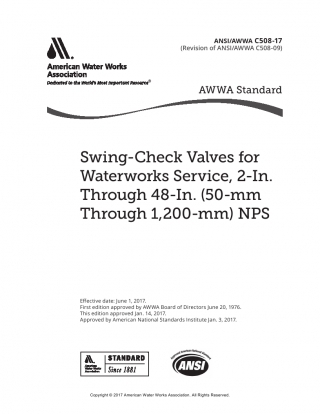 ANSI/AWWA C508-17
(Revision of ANSI/AWWA C508-09)
American Water Works
Association
Dedicated to the World's Most Important Resource®
AWWA Standard
Swing-Check Valves for
Waterworks Service, 2-In.
Through 48-In. (50-mm
Through 1,200-mm) NPS
Effective date: June 1, 2017.
First edition approved by AWWA Board of Directors June 20, 1976.
This edition approved Jan. 14, 2017.
Approved by American National Standards Institute Jan. 3, 2017.
American
Water Works
Association
STANDARD
Since 1881
ANSI
Copyright © 2017 American Water Works Association. All Rights Reserved.